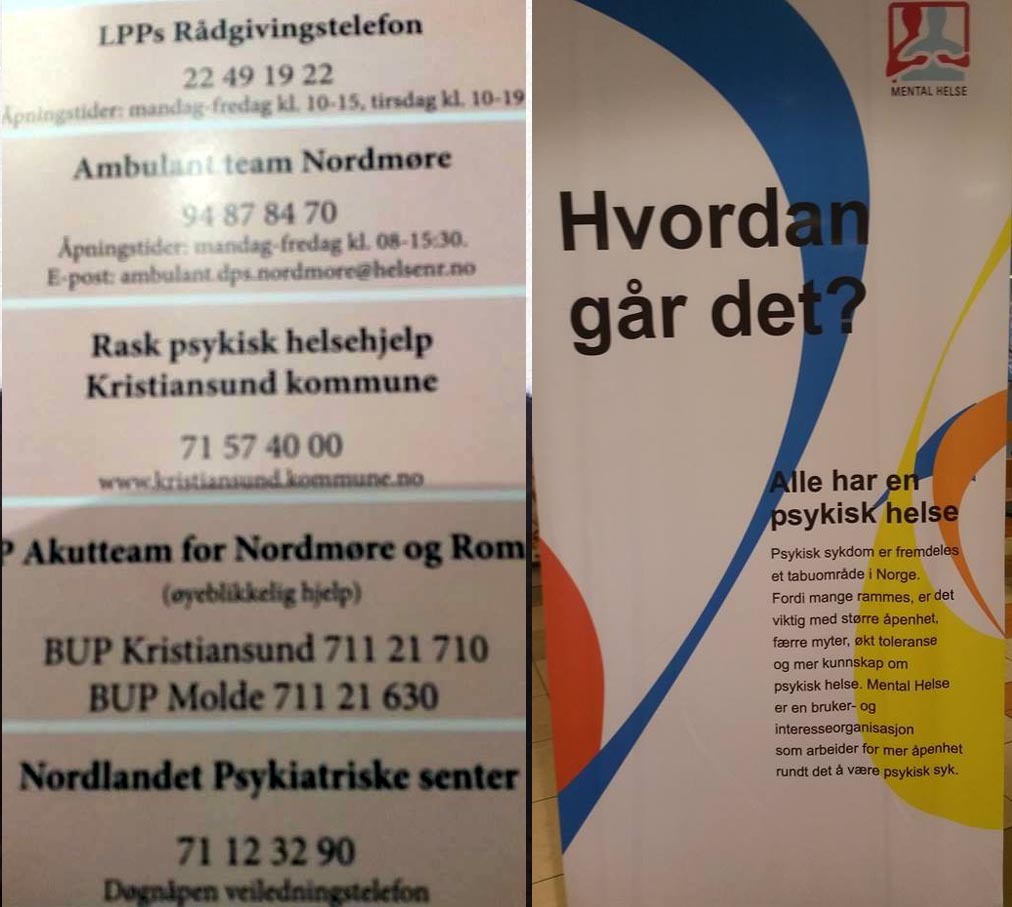 LPPs Rådgivingstelefon
22 49 19 22
Åpningstider: mandag-fredag kl. 10-15, tirsdag kl. 10-19
Ambulant team Nordmøre
94 87 84 70
Åpningstider: mandag-fredag kl. 08-15:30.
E-post: ambulant.dps.nordmore@helsenr.no
Rask psykisk helsehjelp
Kristiansund kommune
71 57 40 00
www.kristiansund.kommune.no
P Akutteam for Nordmøre og Rom
(øyeblikkelig hjelp)
BUP Kristiansund 711 21 710
BUP Molde 711 21 630
Nordlandet Psykiatriske senter
71 12 32 90
Døgnåpen veiledningstelefon
MENTAL HELSE
Hvordan
går det?
Alle har en
psykisk helse
Psykisk sykdom er fremdeles
et tabuområde i Norge.
Fordi mange rammes, er det
viktig med større åpenhet,
færre myter, økt toleranse
og mer kunnskap om
psykisk helse. Mental Helse
er en bruker- og
interesseorganisasjon
som arbeider for mer åpenhet
rundt det å være psykisk syk.